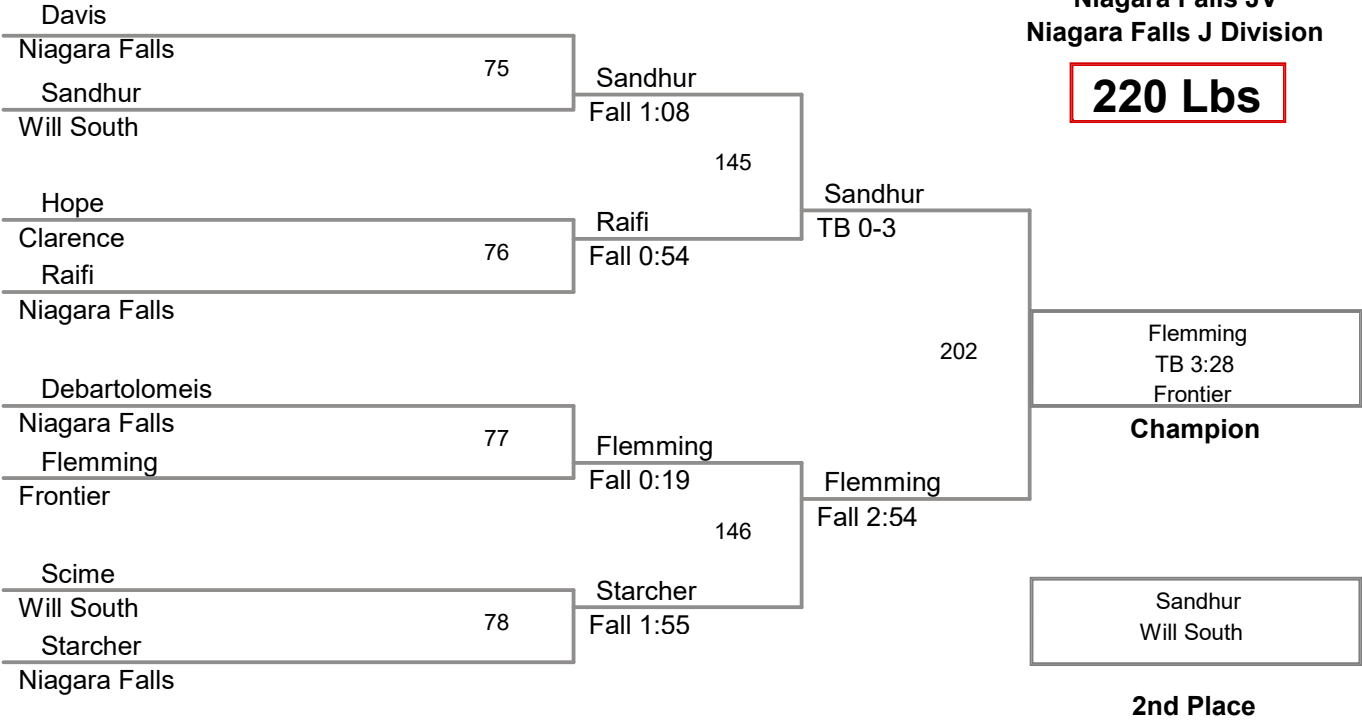 Niagara Falls JV
Niagara Falls J Division
220 Lbs
Davis
Niagara Falls
75
Sandhur
Will South
Sandhur
Fall 1:08
145
Hope
Clarence
76
Raifi
Niagara Falls
Raifi
Fall 0:54
Sandhur
TB 0-3
202
Debartolomeis
Niagara Falls
77
Flemming
Frontier
Flemming
Fall 0:19
146
Scime
Will South
78
Starcher
Niagara Falls
Starcher
Fall 1:55
Flemming
Fall 2:54
Flemming
TB 3:28
Frontier
Champion
Sandhur
Will South
2nd Place